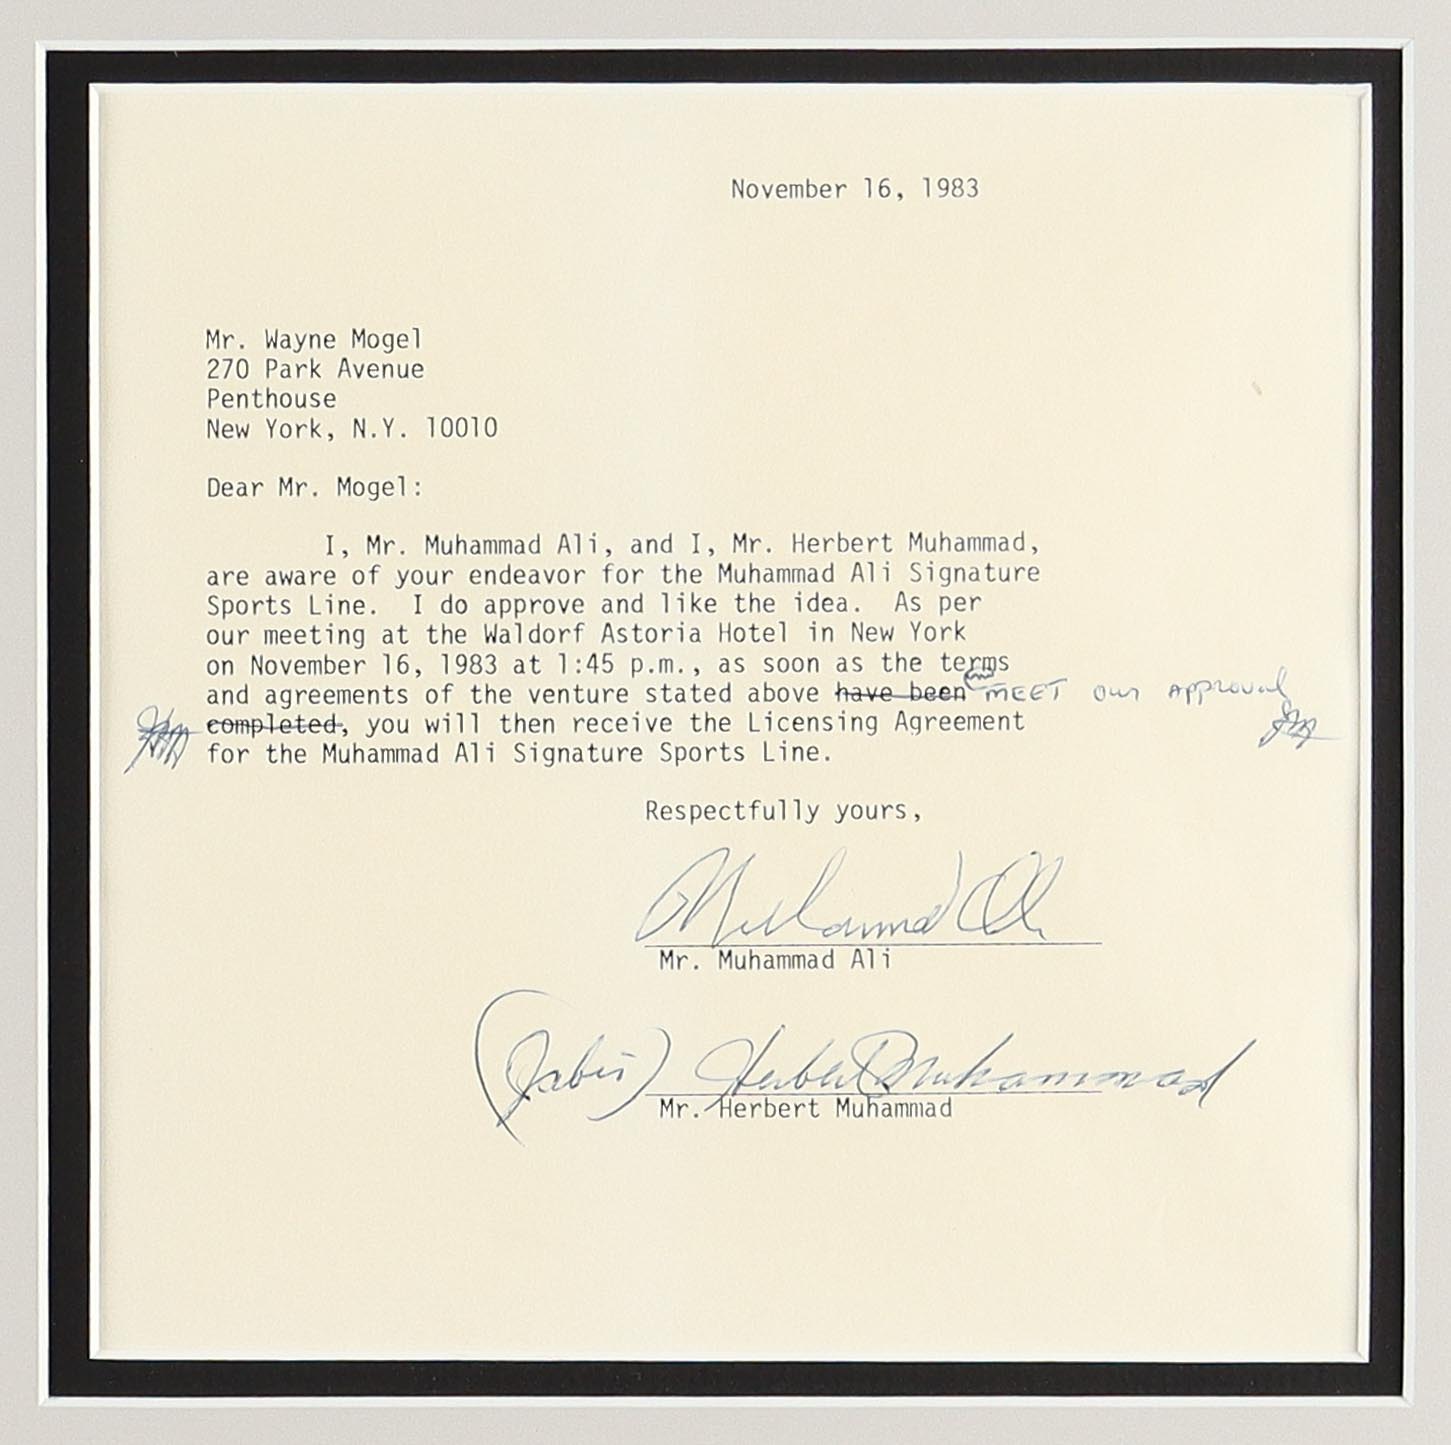 November 16, 1983
Mr. Wayne Mogel
270 Park Avenue
Penthouse
New York, N.Y. 10010
Dear Mr. Mogel:
I, Mr. Muhammad Ali, and I, Mr. Herbert Muhammad,
are aware of your endeavor for the Muhammad Ali Signature
Sports Line. I do approve and like the idea. As per
our meeting at the Waldorf Astoria Hotel in New York
on November 16, 1983 at 1:45 p.m., as soon as the terms
and agreements of the venture stated above have been MEET our APPROVAL
completed, you will then receive the Licensing Agreement
for the Muhammad Ali Signature Sports Line.
Respectfully yours,
Muhammad Ali
Mr. Muhammad Ali
(Jabir) Herbert Muhammad
Mr. Herbert Muhammad